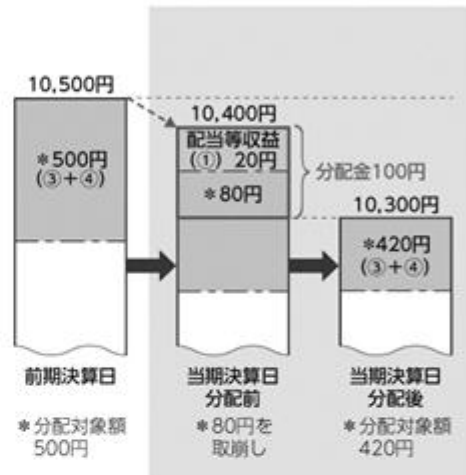 10,500円
10,400円
配当等収益
(①) 20円
*500円
(③+④)
*80円
分配金100円
10,300円
*420円
(③+④)
前期決算日
当期決算日
分配前
当期決算日
分配後
*分配対象額
500円
*80円を
取崩し
*分配対象額
420円